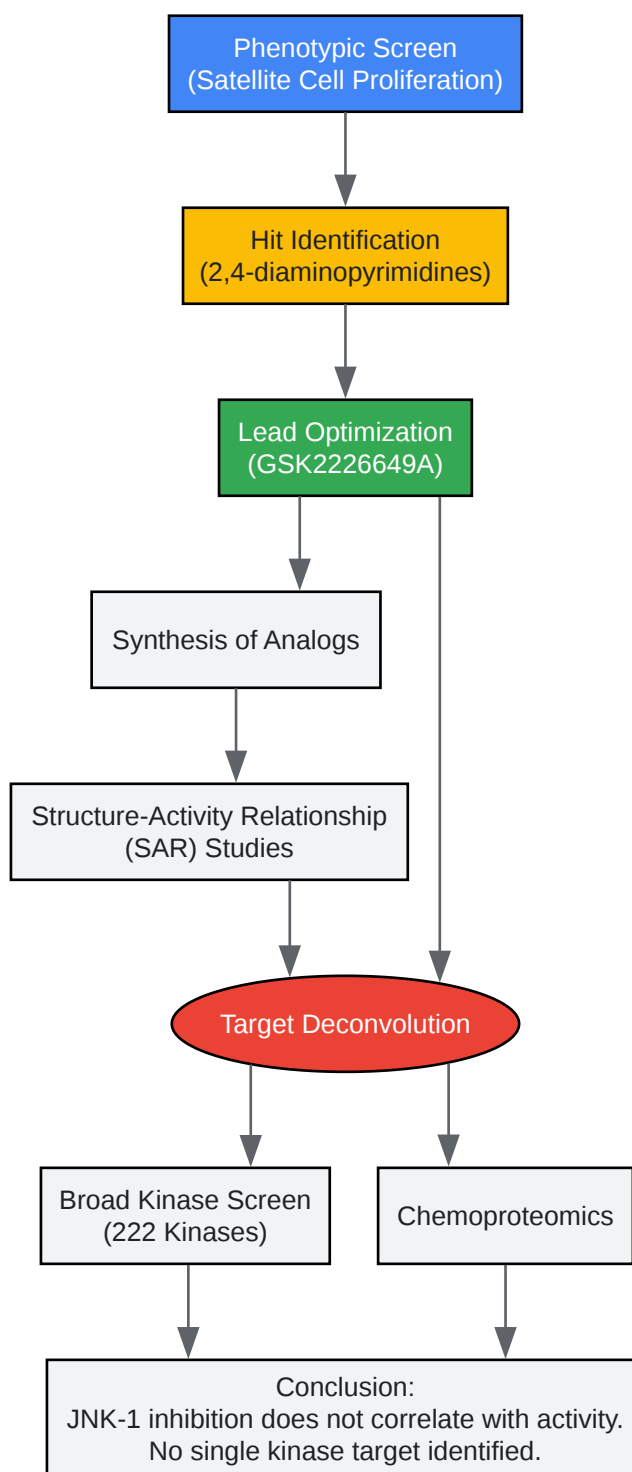 Phenotypic Screen
(Satellite Cell Proliferation)
Hit Identification
(2,4-diaminopyrimidines)
Lead Optimization
(GSK2226649A)
Synthesis of Analogs
Structure-Activity Relationship
(SAR) Studies
Target Deconvolution
Broad Kinase Screen
(222 Kinases)
Chemoproteomics
Conclusion:
JNK-1 inhibition does not correlate with activity.
No single kinase target identified.